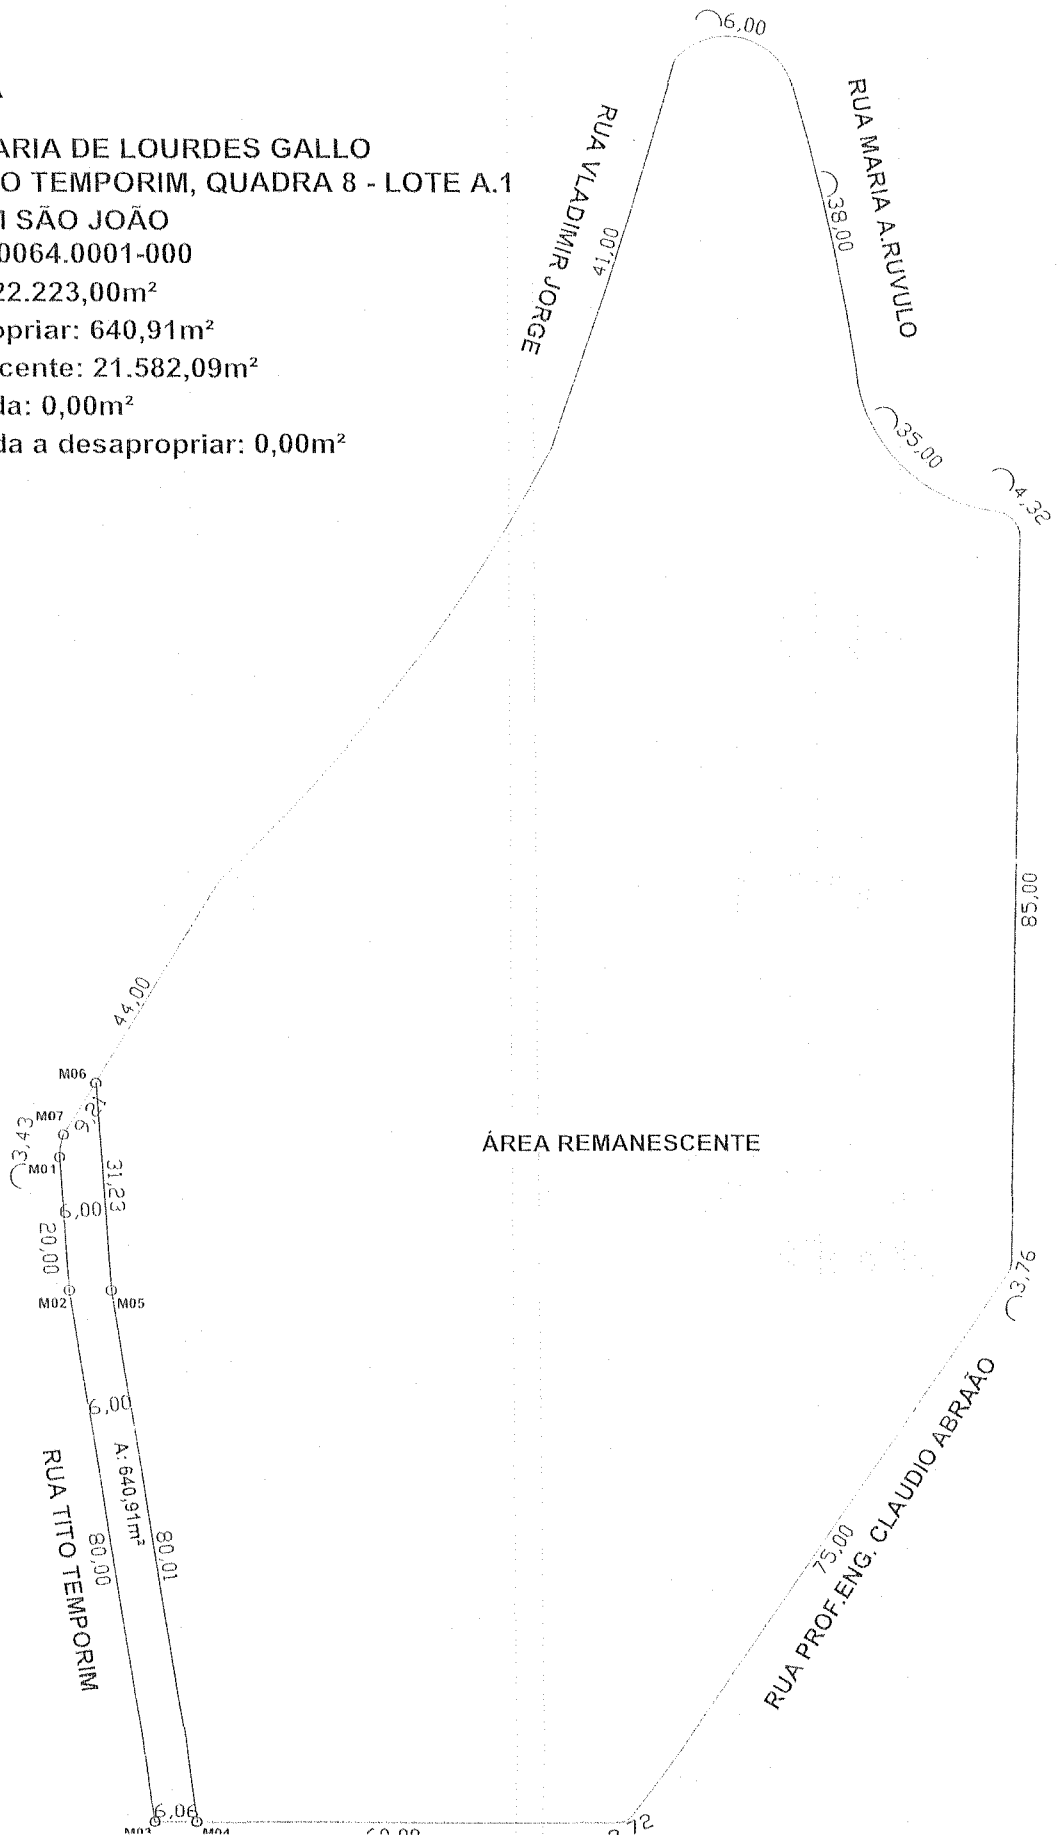 ARIA DE LOURDES GALLO
O TEMPORIM, QUADRA 8 - LOTE A.1
SÃO JOÃO
0064.0001-000
22.223,00m²
opriar: 640,91m²
cente: 21.582,09m²
da: 0,00m²
da a desapropriar: 0,00m²
6,00
RUA VLADIMIR JORGE
41,00
RUA MARIA A.RUVULO
38,00
35,00
4,32
85,00
44,00
M06
M07
3,43
M01
31,23
6,00
20,00
M02
M05
ÁREA REMANESCENTE
3,76
6,00
A: 640,91m²
RUA TITO TEMPORIM
80,00
80,01
75,00
RUA PROF.ENG. CLAUDIO ABRAÃO
6,06
M03
M04